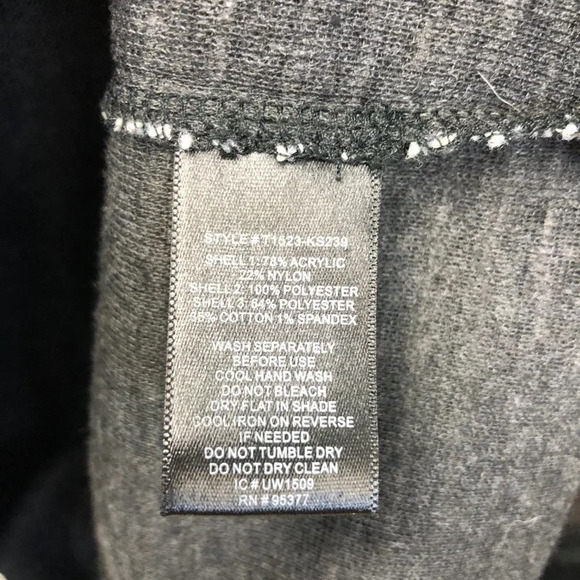 STYLE # T1523-KS239
SHELL 1: 78% ACRYLIC
22% NYLON
SHELL 2: 100% POLYESTER
SHELL 3: 64% POLYESTER
35% COTTON 1% SPANDEX
WASH SEPARATELY
BEFORE USE
COOL HAND WASH
DO NOT BLEACH
DRY FLAT IN SHADE
COOL IRON ON REVERSE
IF NEEDED
DO NOT TUMBLE DRY
DO NOT DRY CLEAN
IC # UW1509
RN # 95377